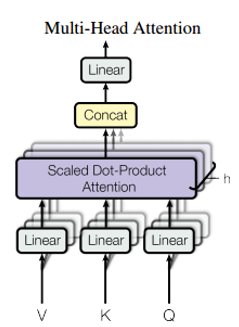 Multi-Head Attention
Linear
Concat
Scaled Dot-Product
Attention
h
Linear Linear Linear
V K Q